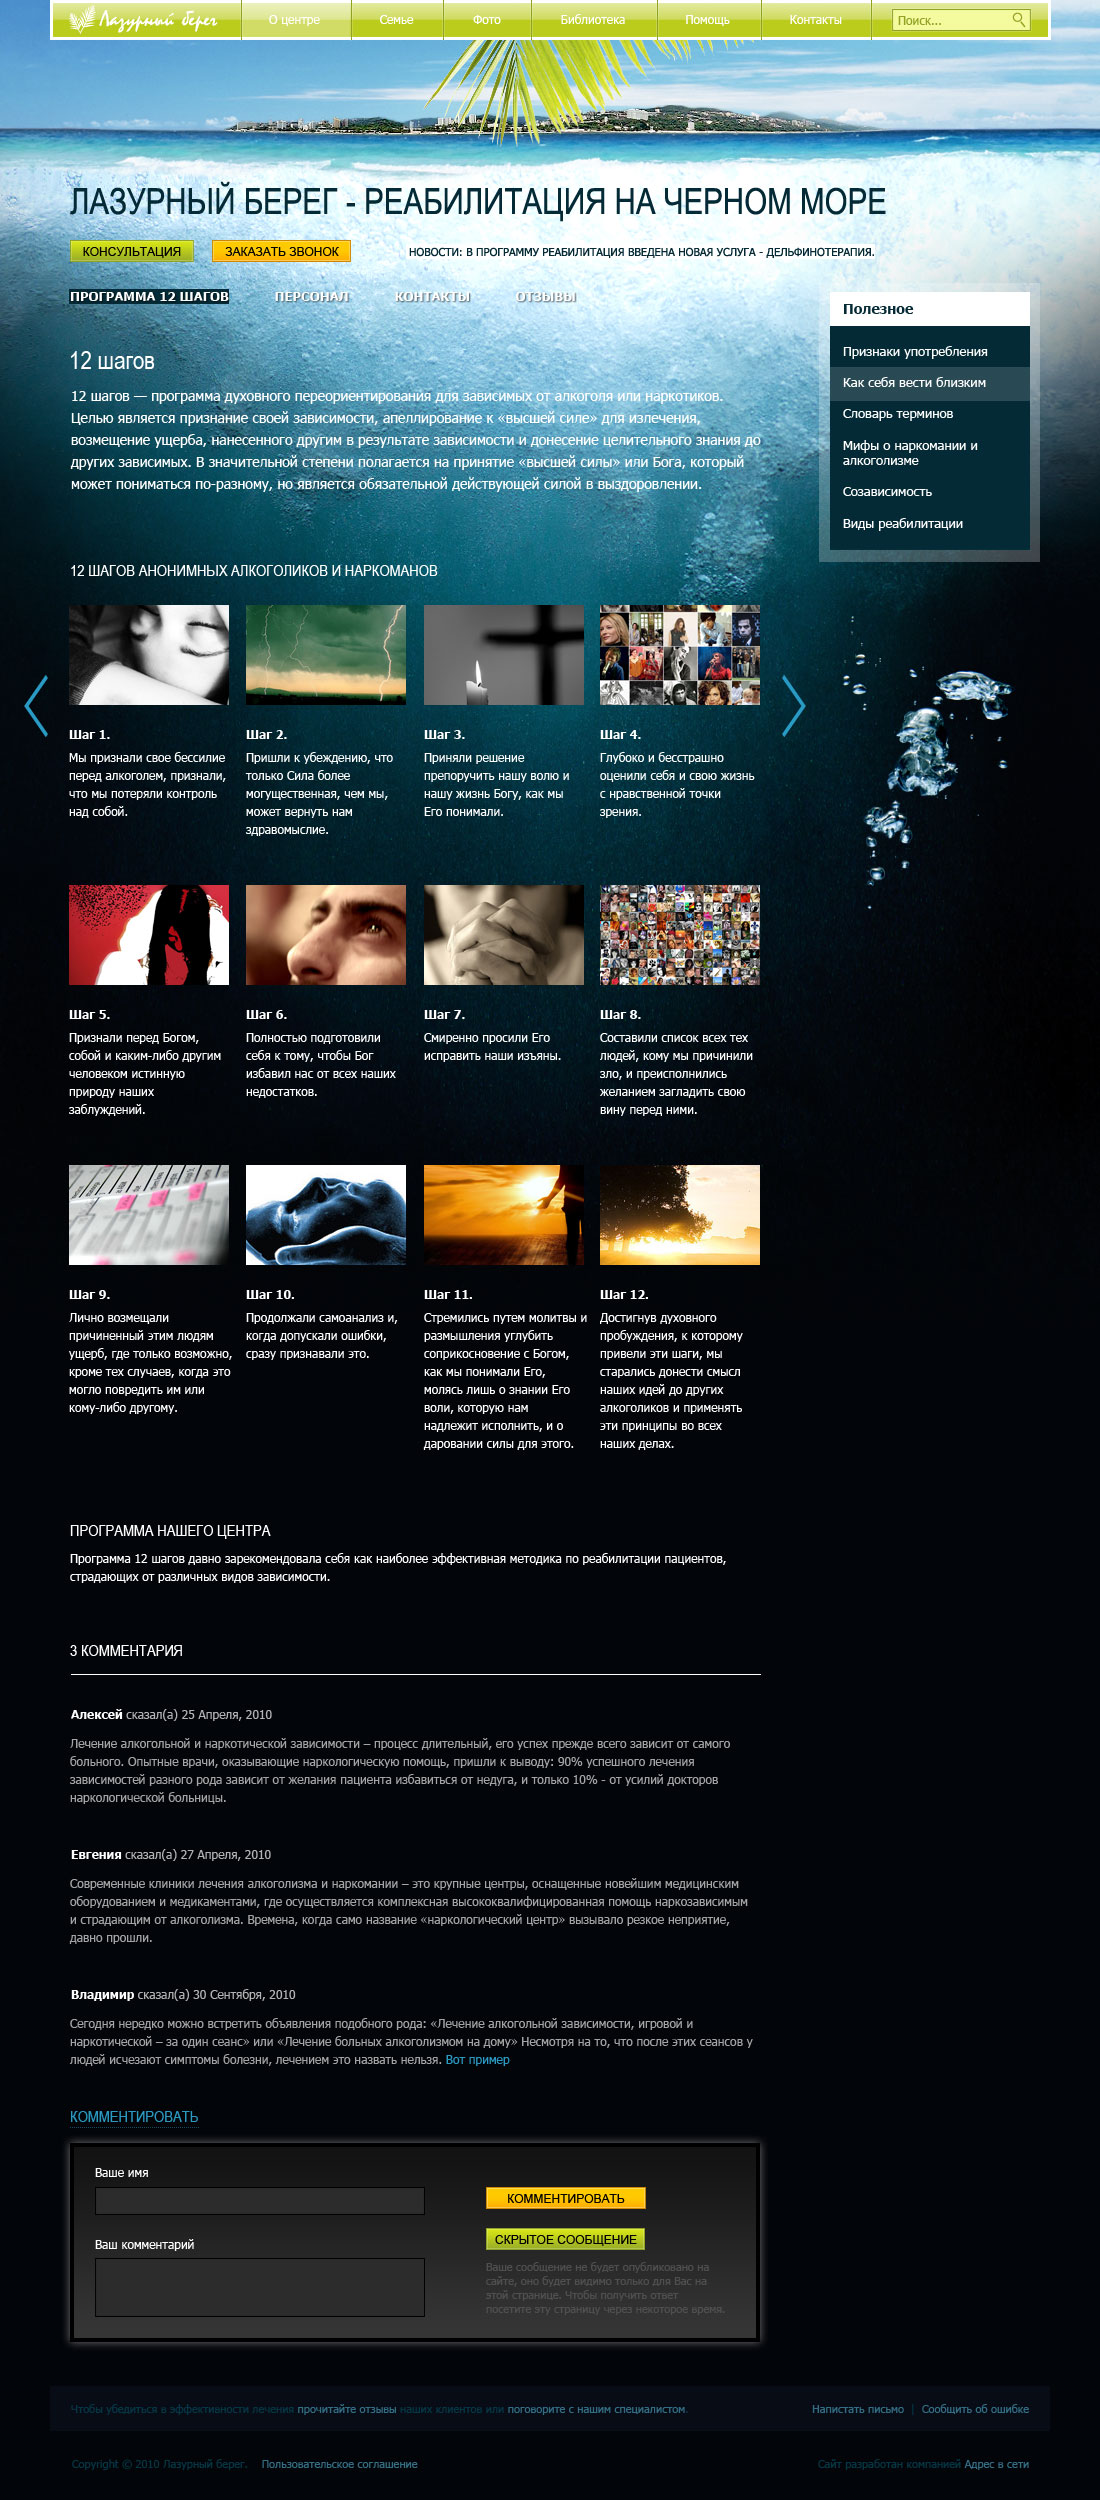 Лазурный берег
О центре
Семье
Фото
Библиотека
Помощь
Контакты
Поиск...
ЛАЗУРНЫЙ БЕРЕГ - РЕАБИЛИТАЦИЯ НА ЧЕРНОМ МОРЕ
КОНСУЛЬТАЦИЯ
ЗАКАЗАТЬ ЗВОНОК
НОВОСТИ: В ПРОГРАММУ РЕАБИЛИТАЦИЯ ВВЕДЕНА НОВАЯ УСЛУГА - ДЕЛЬФИНОТЕРАПИЯ.
ПРОГРАММА 12 ШАГОВ
ПЕРСОНАЛ
КОНТАКТЫ
ОТЗЫВЫ
Полезное
Признаки употребления
Как себя вести близким
Словарь терминов
Мифы о наркомании и
алкоголизме
Созависимость
Виды реабилитации
12 шагов
12 шагов — программа духовного переориентирования для зависимых от алкоголя или наркотиков.
Целью является признание своей зависимости, апеллирование к «высшей силе» для излечения,
возмещение ущерба, нанесенного другим в результате зависимости и донесение целительного знания до
других зависимых. В значительной степени полагается на принятие «высшей силы» или Бога, который
может пониматься по-разному, но является обязательной действующей силой в выздоровлении.
12 ШАГОВ АНОНИМНЫХ АЛКОГОЛИКОВ И НАРКОМАНОВ
Шаг 1.
Мы признали свое бессилие
перед алкоголем, признали,
что мы потеряли контроль
над собой.
Шаг 2.
Пришли к убеждению, что
только Сила более
могущественная, чем мы,
может вернуть нам
здравомыслие.
Шаг 3.
Приняли решение
препоручить нашу волю и
нашу жизнь Богу, как мы
Его понимали.
Шаг 4.
Глубоко и бесстрашно
оценили себя и свою жизнь
с нравственной точки
зрения.
Шаг 5.
Признали перед Богом,
собой и каким-либо другим
человеком истинную
природу наших
заблуждений.
Шаг 6.
Полностью подготовили
себя к тому, чтобы Бог
избавил нас от всех наших
недостатков.
Шаг 7.
Смиренно просили Его
исправить наши изъяны.
Шаг 8.
Составили список всех тех
людей, кому мы причинили
зло, и преисполнились
желанием загладить свою
вину перед ними.
Шаг 9.
Лично возмещали
причиненный этим людям
ущерб, где только возможно,
кроме тех случаев, когда это
могло повредить им или
кому-либо другому.
Шаг 10.
Продолжали самоанализ и,
когда допускали ошибки,
сразу признавали это.
Шаг 11.
Стремились путем молитвы и
размышления углубить
соприкосновение с Богом,
как мы понимали Его,
молясь лишь о знании Его
воли, которую нам
надлежит исполнить, и о
даровании силы для этого.
Шаг 12.
Достигнув духовного
пробуждения, к которому
привели эти шаги, мы
старались донести смысл
наших идей до других
алкоголиков и применять
эти принципы во всех
наших делах.
ПРОГРАММА НАШЕГО ЦЕНТРА
Программа 12 шагов давно зарекомендовала себя как наиболее эффективная методика по реабилитации пациентов,
страдающих от различных видов зависимости.
3 КОММЕНТАРИЯ
Алексей сказал(а) 25 Апреля, 2010
Лечение алкогольной и наркотической зависимости – процесс длительный, его успех прежде всего зависит от самого
больного. Опытные врачи, оказывающие наркологическую помощь, пришли к выводу: 90% успешного лечения
зависимостей разного рода зависит от желания пациента избавиться от недуга, и только 10% - от усилий докторов
наркологической больницы.
Евгения сказал(а) 27 Апреля, 2010
Современные клиники лечения алкоголизма и наркомании – это крупные центры, оснащенные новейшим медицинским
оборудованием и медикаментами, где осуществляется комплексная высококвалифицированная помощь наркозависимым
и страдающим от алкоголизма. Времена, когда само название «наркологический центр» вызывало резкое неприятие,
давно прошли.
Владимир сказал(а) 30 Сентября, 2010
Сегодня нередко можно встретить объявления подобного рода: «Лечение алкогольной зависимости, игровой и
наркотической – за один сеанс» или «Лечение больных алкоголизмом на дому» Несмотря на то, что после этих сеансов у
людей исчезают симптомы болезни, лечением это назвать нельзя. Вот пример
КОММЕНТИРОВАТЬ
Ваше имя
Ваш комментарий
КОММЕНТИРОВАТЬ
СКРЫТОЕ СООБЩЕНИЕ
Ваше сообщение не будет опубликовано на
сайте, оно будет видимо только для Вас на
этой странице. Чтобы получить ответ
посетите эту страницу через некоторое время.
Чтобы убедиться в эффективности лечения прочитайте отзывы наших клиентов или поговорите с нашим специалистом.
Напистать письмо | Сообщить об ошибке
Copyright © 2010 Лазурный берег. Пользовательское соглашение
Сайт разработан компанией Адрес в сети